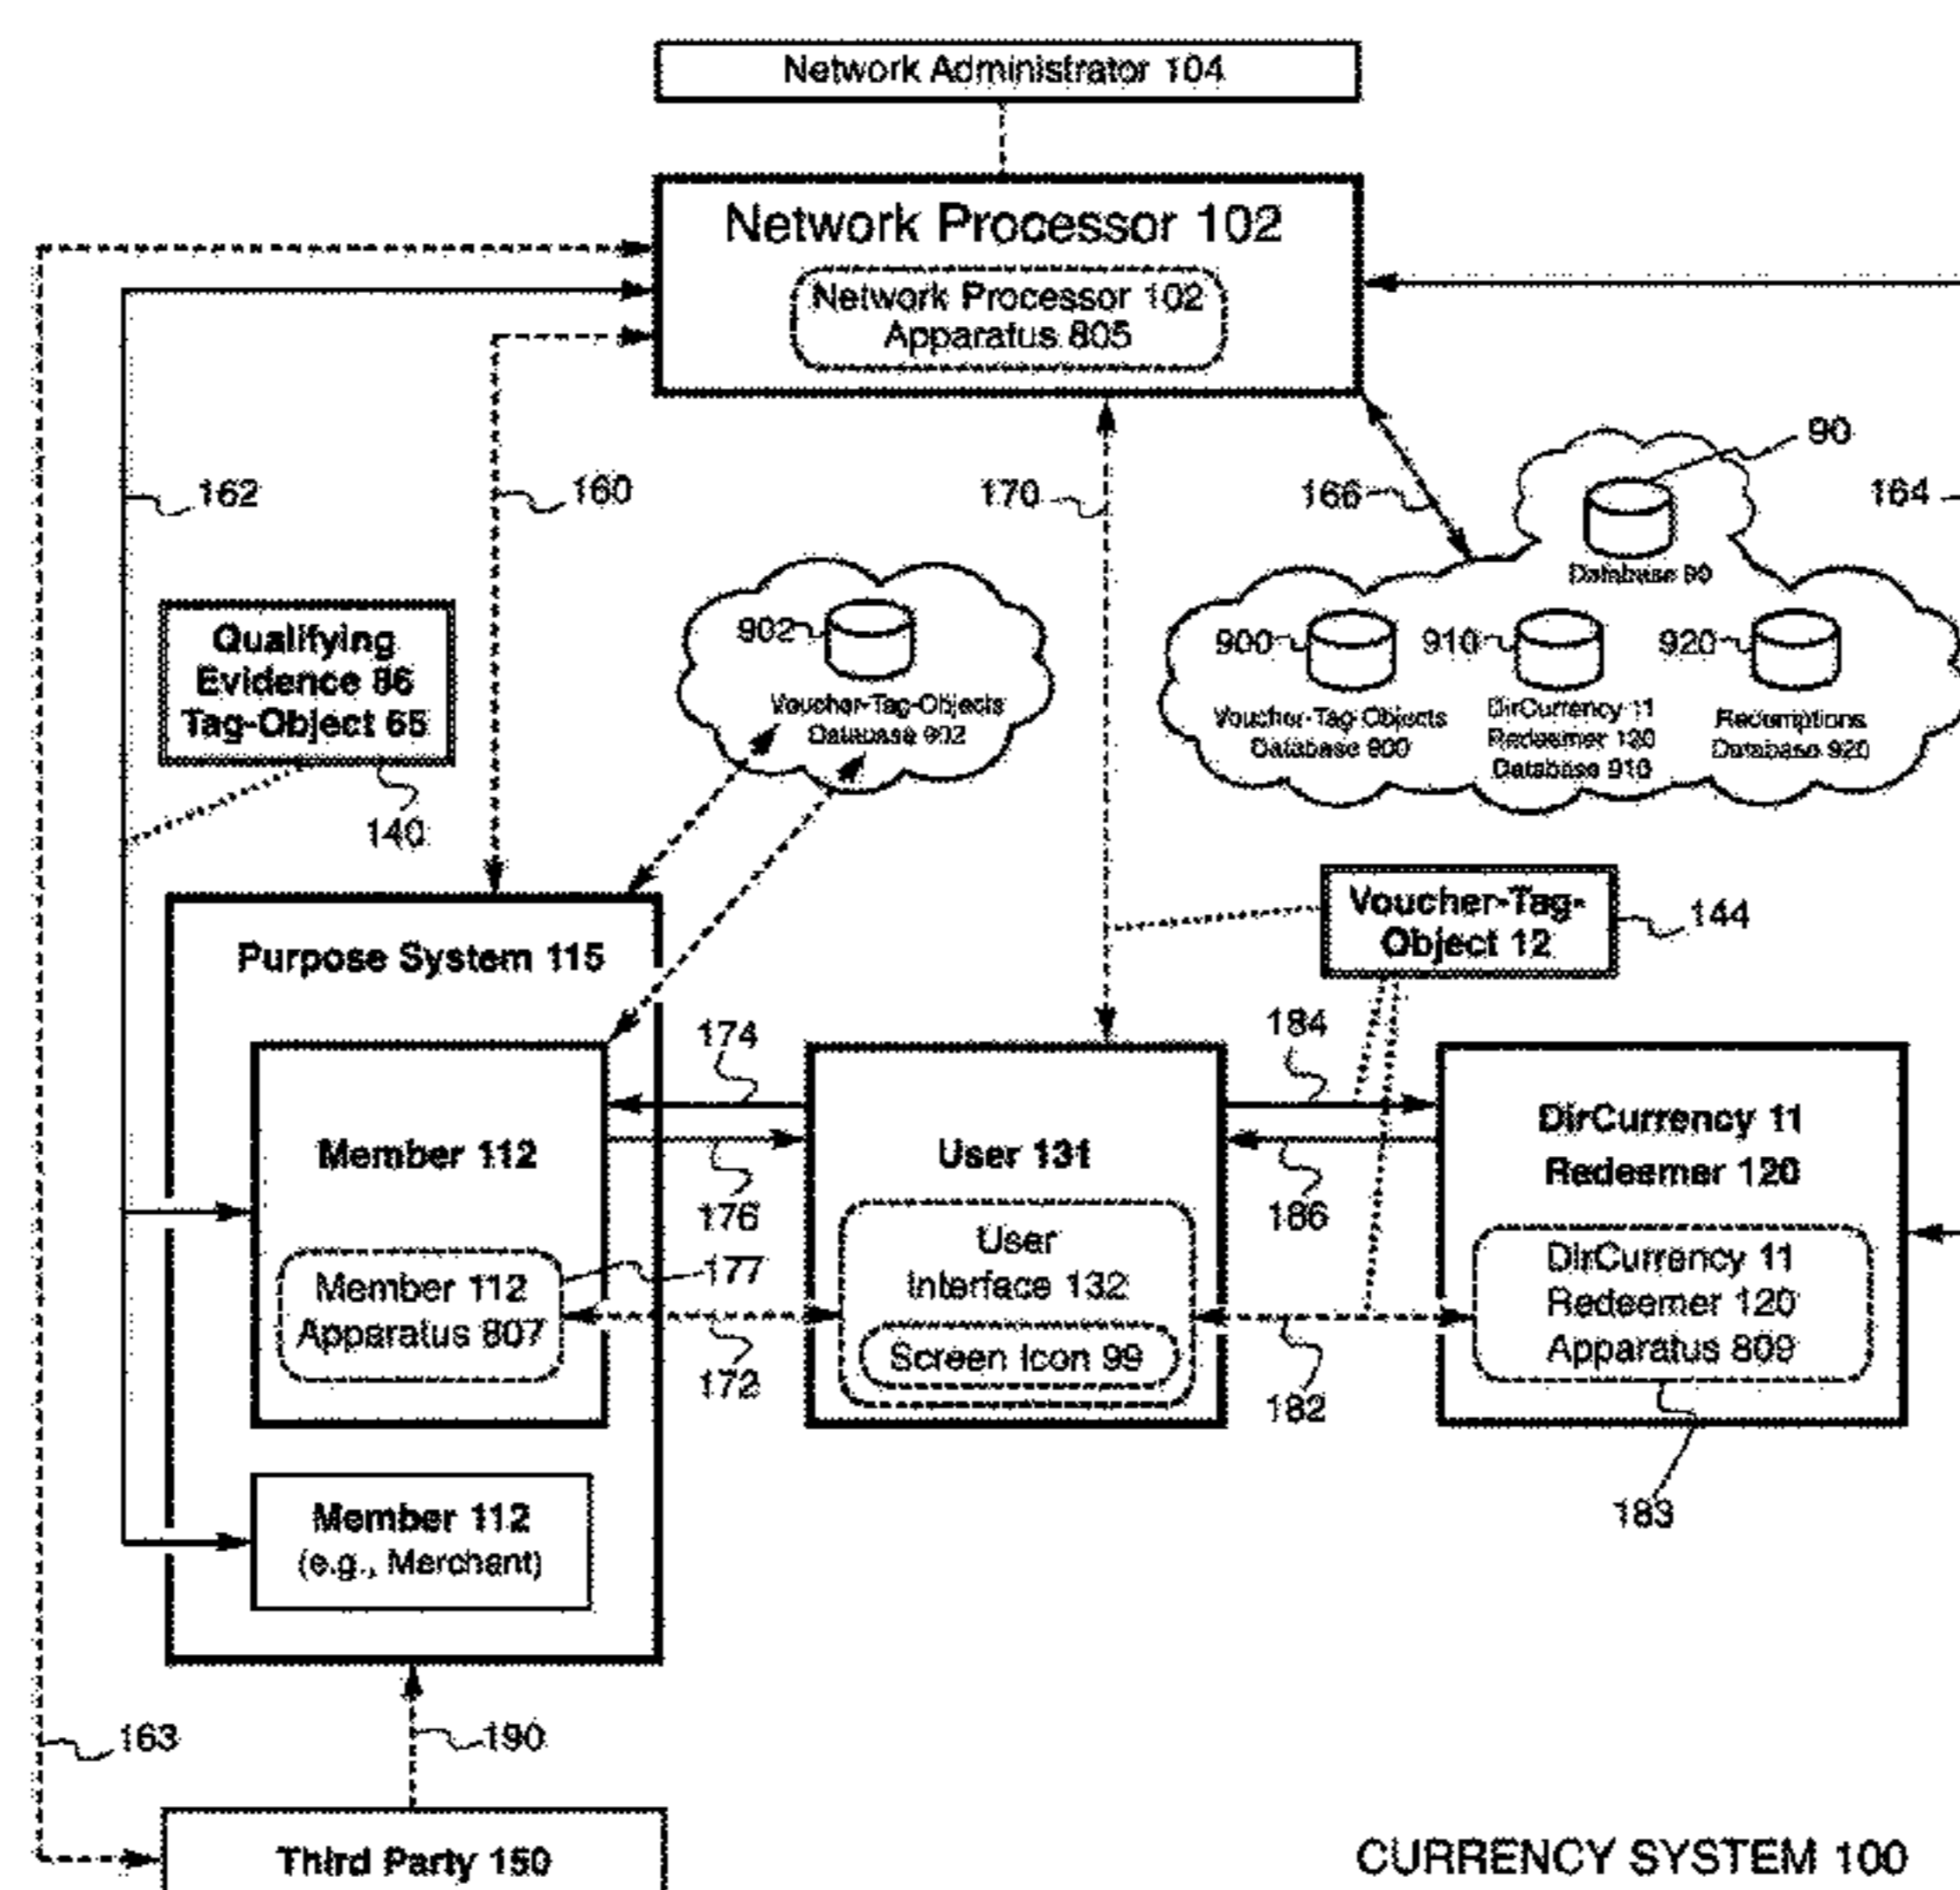 Network Administrator 104
Network Processor 102
Network Processor 102
Apparatus 805
90
162
160
170
166
164
Database 90
902
900
910
920
Qualifying
Evidence 86
Tag-Object 65
Voucher-Tag-Objects
Database 902
Voucher-Tag-Objects
Database 900
DirCurrency 11
Redeemer 120
Database 910
Redemptions
Database 920
140
Voucher-Tag-
Object 12
144
Purpose System 115
174
184
Member 112
User 131
DirCurrency 11
Redeemer 120
176
186
177
Member 112
Apparatus 807
User
Interface 132
Screen Icon 99
DirCurrency 11
Redeemer 120
Apparatus 809
172
182
183
Member 112
(e.g., Merchant)
163
190
Third Party 150
CURRENCY SYSTEM 100